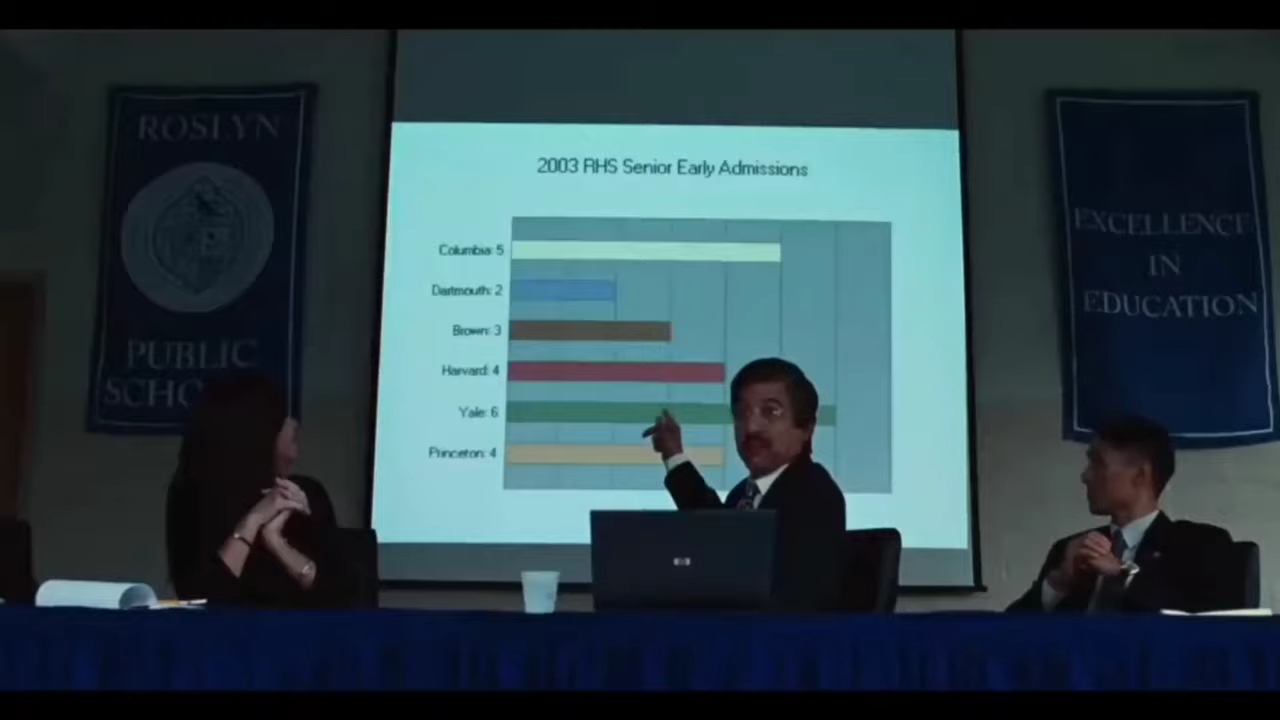 ROSLYN
PUBLIC
2003 RHS Senior Early Admissions
Columbia: 5
Dartmouth: 2
Brown: 3
Harvard: 4
Yale: 6
Princeton: 4
EXCELLENCE
IN
EDUCATION
hp